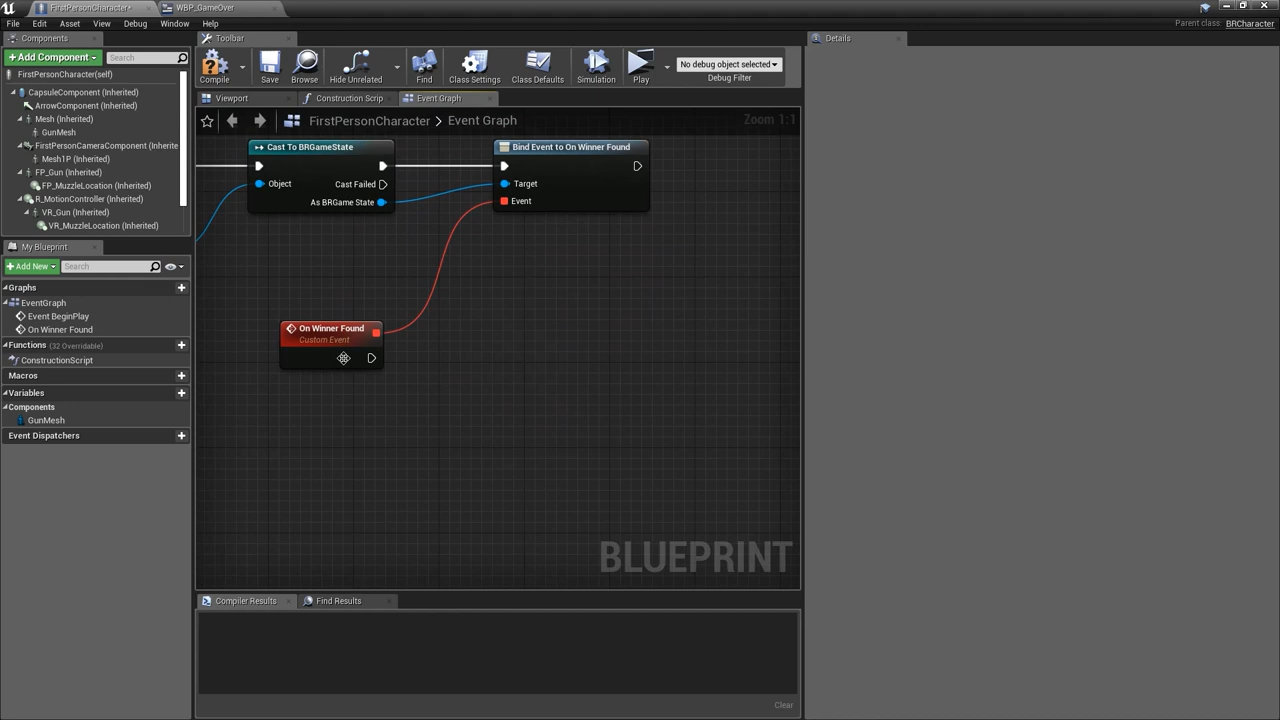 FirstPersonCharacter*
WBP_GameOver
File Edit Asset View Debug Window Help
Parent class: BRCharacter
Components
+Add Component
Search
FirstPersonCharacter(self)
CapsuleComponent (Inherited)
ArrowComponent (Inherited)
Mesh (Inherited)
GunMesh
FirstPersonCameraComponent (Inherite
Mesh1P (Inherited)
FP_Gun (Inherited)
FP_MuzzleLocation (Inherited)
R_MotionController (Inherited)
VR_Gun (Inherited)
VR_MuzzleLocation (Inherited)
My Blueprint
+Add New
Search
Graphs
EventGraph
Event BeginPlay
On Winner Found
Functions (32 Overridable)
ConstructionScript
Macros
Variables
Components
GunMesh
Event Dispatchers
Toolbar
Compile
Save
Browse
Hide Unrelated
Find
Class Settings
Class Defaults
Simulation
Play
No debug object selected
Debug Filter
Viewport
Construction Scrip
Event Graph
FirstPersonCharacter > Event Graph
Zoom 1:1
Cast To BRGameState
Object
Cast Failed
As BRGame State
Bind Event to On Winner Found
Target
Event
On Winner Found
Custom Event
BLUEPRINT
Compiler Results
Find Results
Clear
Details